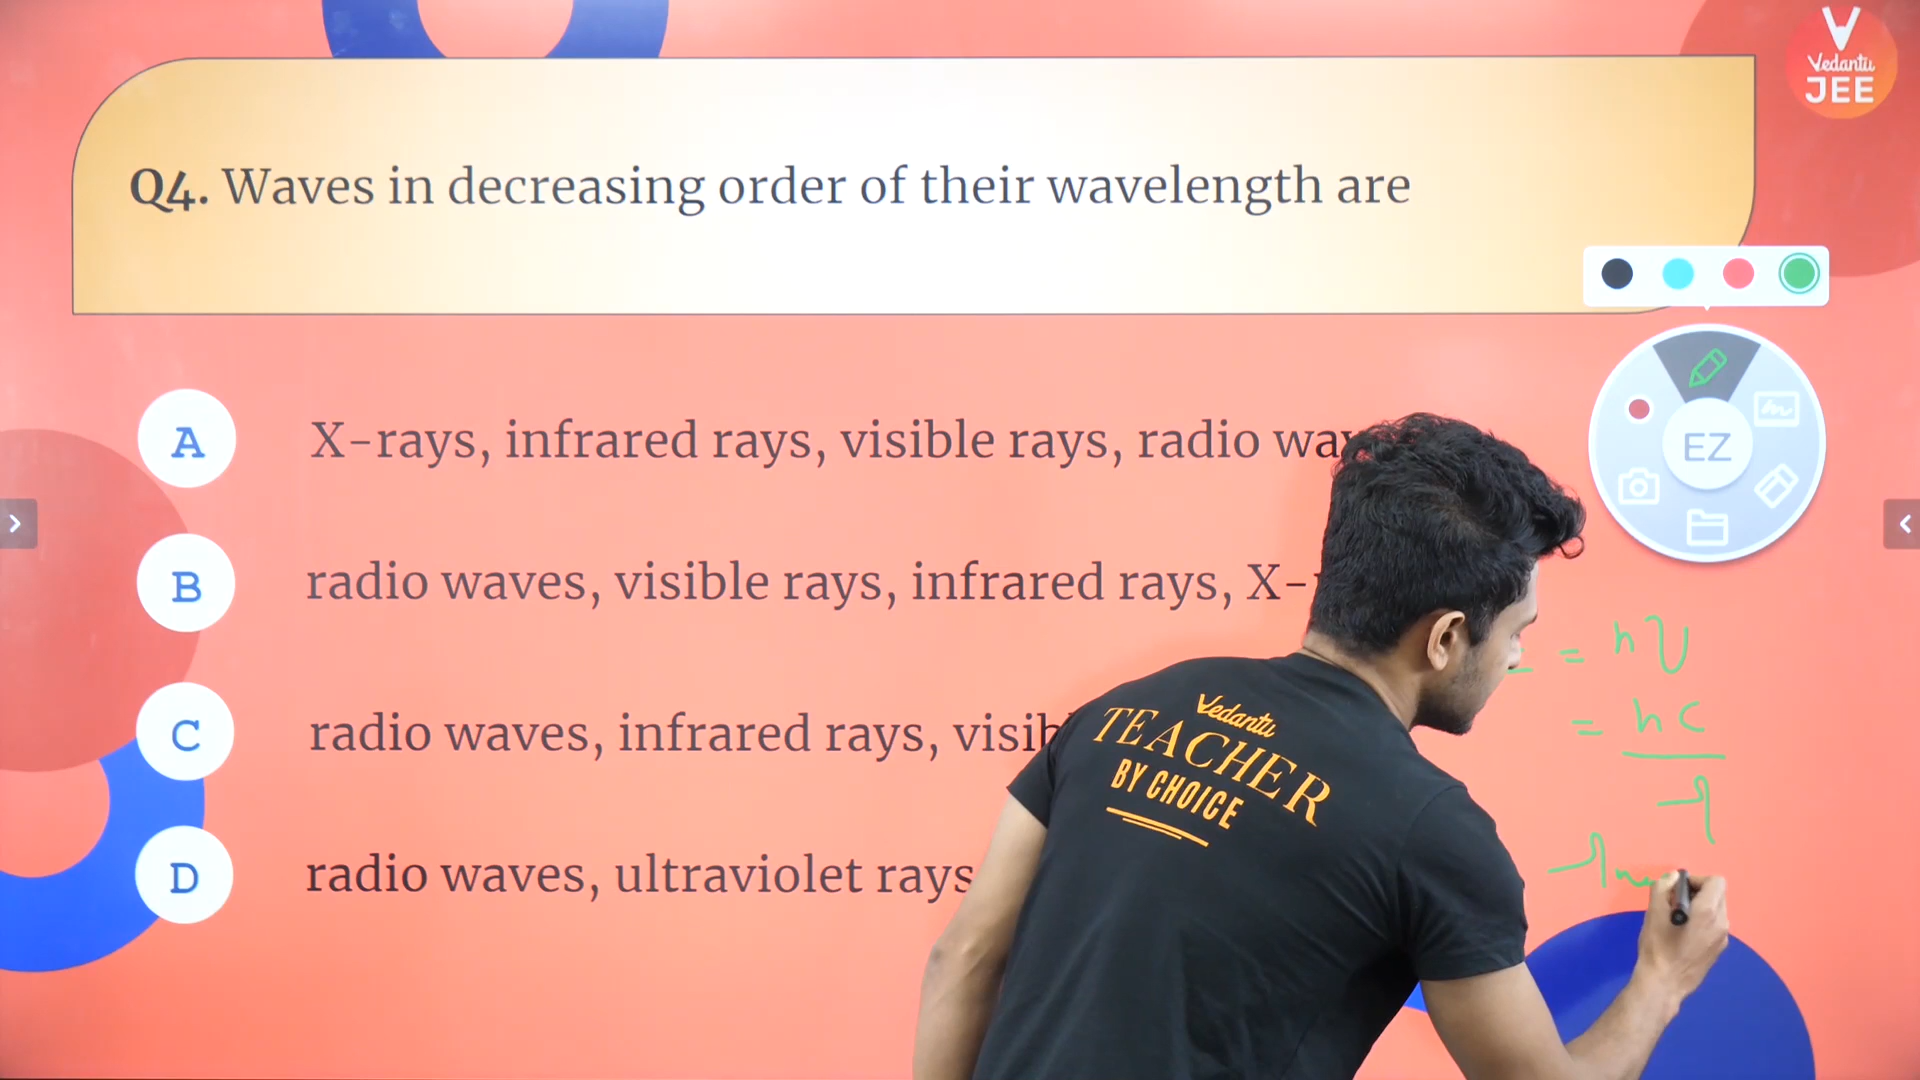 Vedantu
JEE
Q4. Waves in decreasing order of their wavelength are
EZ
A X-rays, infrared rays, visible rays, radio
B radio waves, visible rays, infrared rays,
C radio waves, infrared rays,
D radio waves, ultraviolet rays
= hν
= hc
λ
λ
Vedantu
TEACHER
BY CHOICE